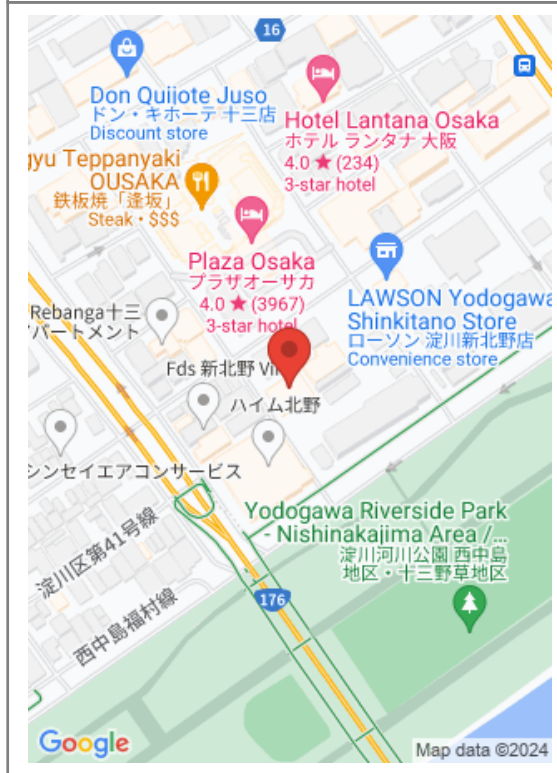 16
Don Quijote Juso
ドン・キホーテ 十三店
Discount store
Hotel Lantana Osaka
ホテル ランタナ 大阪
4.0 ★ (234)
3-star hotel
gyu Teppanyaki
OUSAKA
鉄板焼「逢坂」
Steak • $$$
Plaza Osaka
プラザオーサカ
4.0 ★ (3967)
3-star hotel
LAWSON Yodogawa
Shinkitano Store
ローソン 淀川新北野店
Convenience store
Rebanga十三
パートメント
Fds 新北野 VII
ハイム北野
シンセイエアコンサービス
Yodogawa Riverside Park
- Nishinakajima Area /...
淀川河川公園 西中島
地区・十三野草地区
淀川区第41号線
西中島福村線
176
Google
Map data ©2024